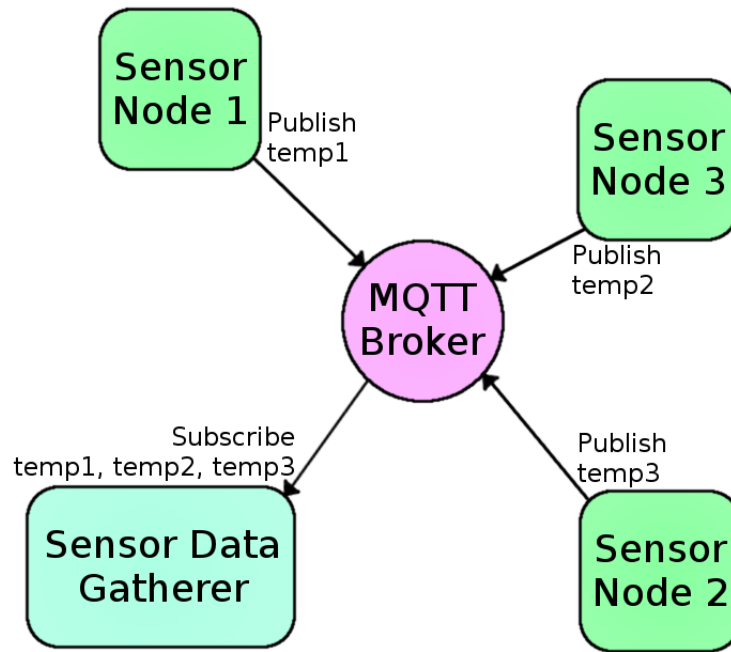 Sensor
Node 1
Publish
temp1
Sensor
Node 3
Publish
temp2
MQTT
Broker
Subscribe
temp1, temp2, temp3
Publish
temp3
Sensor Data
Gatherer
Sensor
Node 2